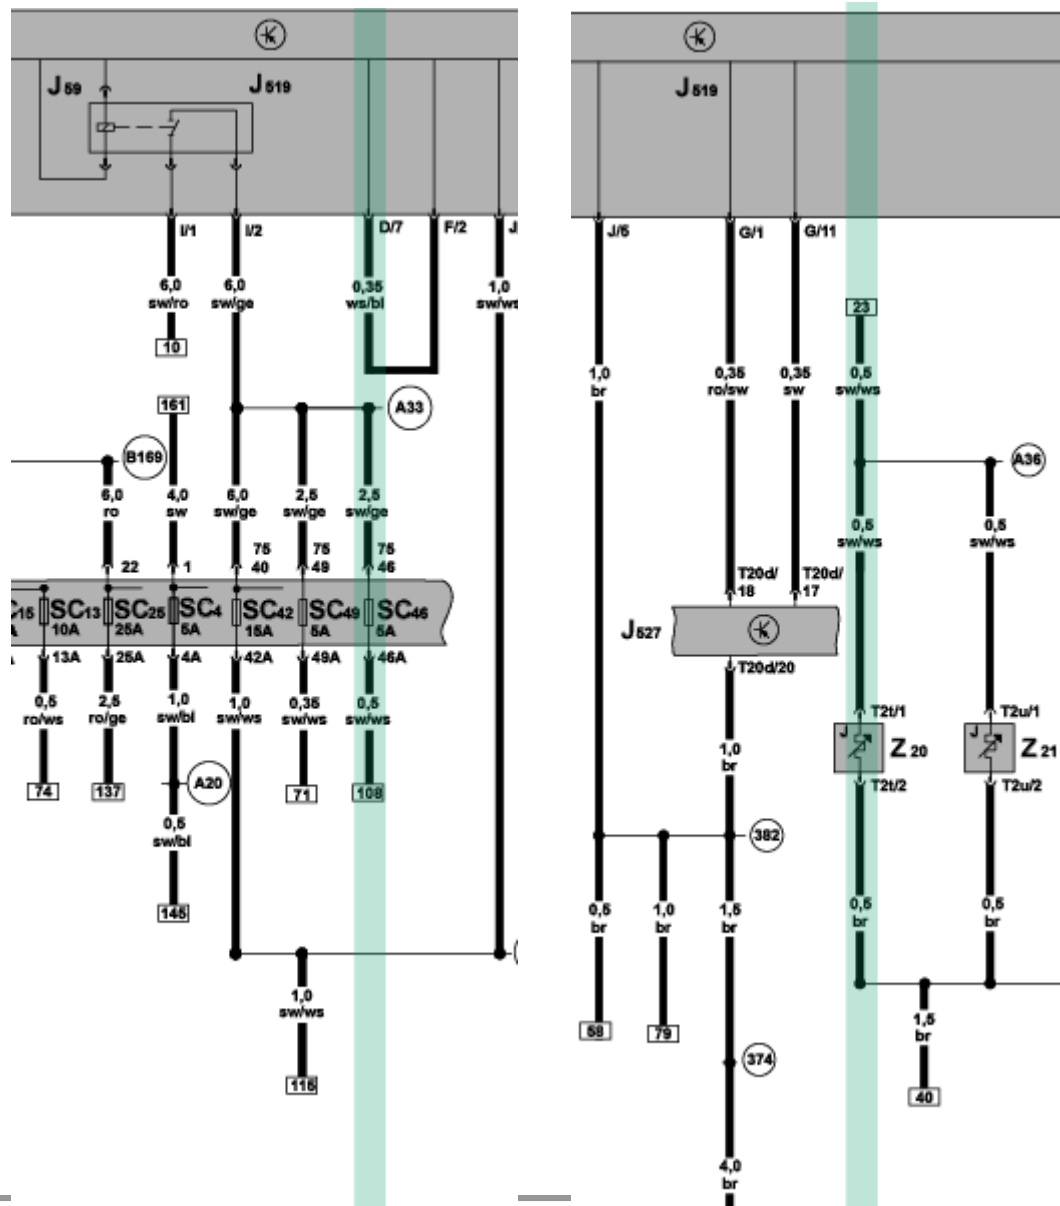 J59
J519
I/1
I/2
D/7
F/2
J
6,0
sw/ro
6,0
sw/ge
0,35
ws/bl
1,0
sw/ws
10
161
A33
B169
6,0
ro
4,0
sw
6,0
sw/ge
2,5
sw/ge
2,5
sw/ge
22
1
75
40
75
49
75
46
SC13
10A
SC25
25A
SC4
5A
SC42
15A
SC49
5A
SC46
5A
13A
25A
4A
42A
49A
46A
0,5
ro/ws
2,5
ro/ge
1,0
sw/bl
1,0
sw/ws
0,35
sw/ws
0,5
sw/ws
74
137
A20
71
108
0,5
sw/bl
145
1,0
sw/ws
115
J519
J/5
G/1
G/11
23
1,0
br
0,35
ro/sw
0,35
sw
0,5
sw/ws
A36
0,5
sw/ws
0,5
sw/ws
T20d/
18
T20d/
17
J527
T20d/20
T2t/1
T2u/1
J
Z20
J
Z21
1,0
br
T2t/2
T2u/2
382
0,5
br
1,0
br
1,5
br
0,5
br
0,5
br
58
79
1,5
br
374
40
4,0
br